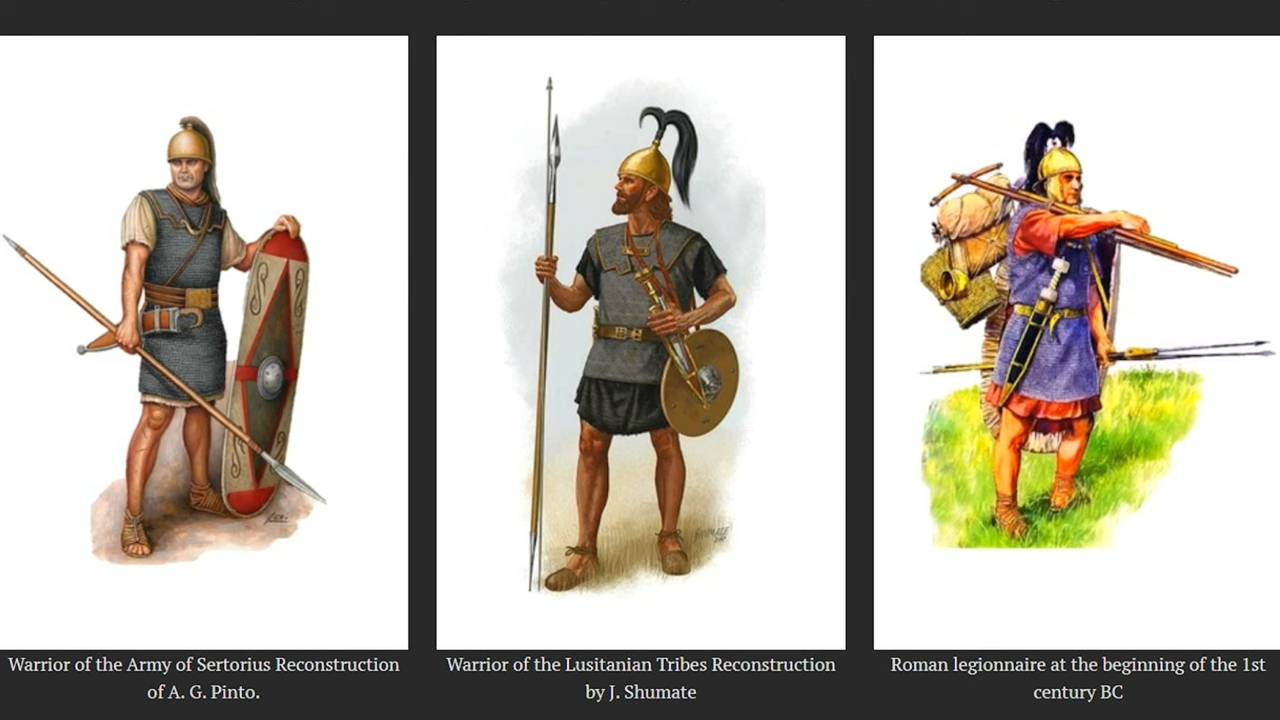 Warrior of the Army of Sertorius Reconstruction
of A. G. Pinto.
Warrior of the Lusitanian Tribes Reconstruction
by J. Shumate
Roman legionnaire at the beginning of the 1st
century BC